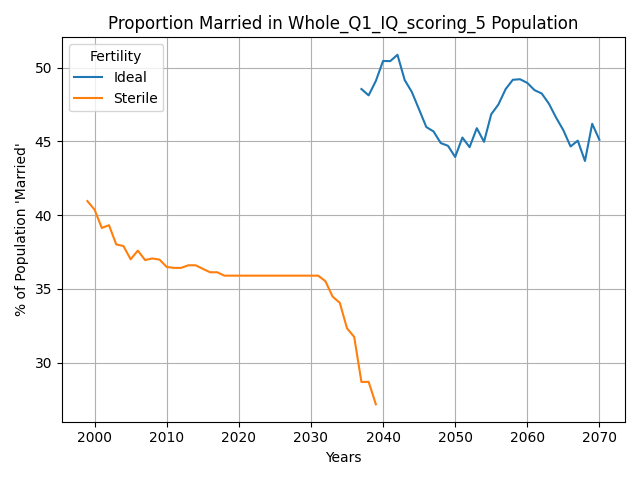 Proportion Married in Whole_Q1_IQ_scoring_5 Population
Fertility
Ideal
Sterile
% of Population 'Married'
50
45
40
35
30
2000 2010 2020 2030 2040 2050 2060 2070
Years